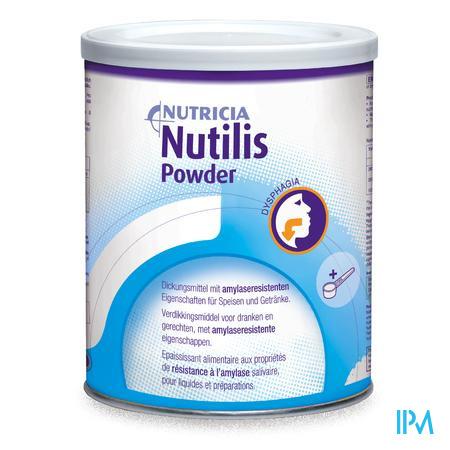 NUTRICIA
Nutilis
Powder
DYSPHAGIA
+
Dickungsmittel mit amylaseresistenten
Eigenschaften für Speisen und Getränke.
Verdikkingsmiddel voor dranken en
gerechten, met amylaseresistente
eigenschappen.
Epaississant alimentaire aux propriétés
de résistance à l'amylase salivaire,
pour liquides et préparations.
IPM